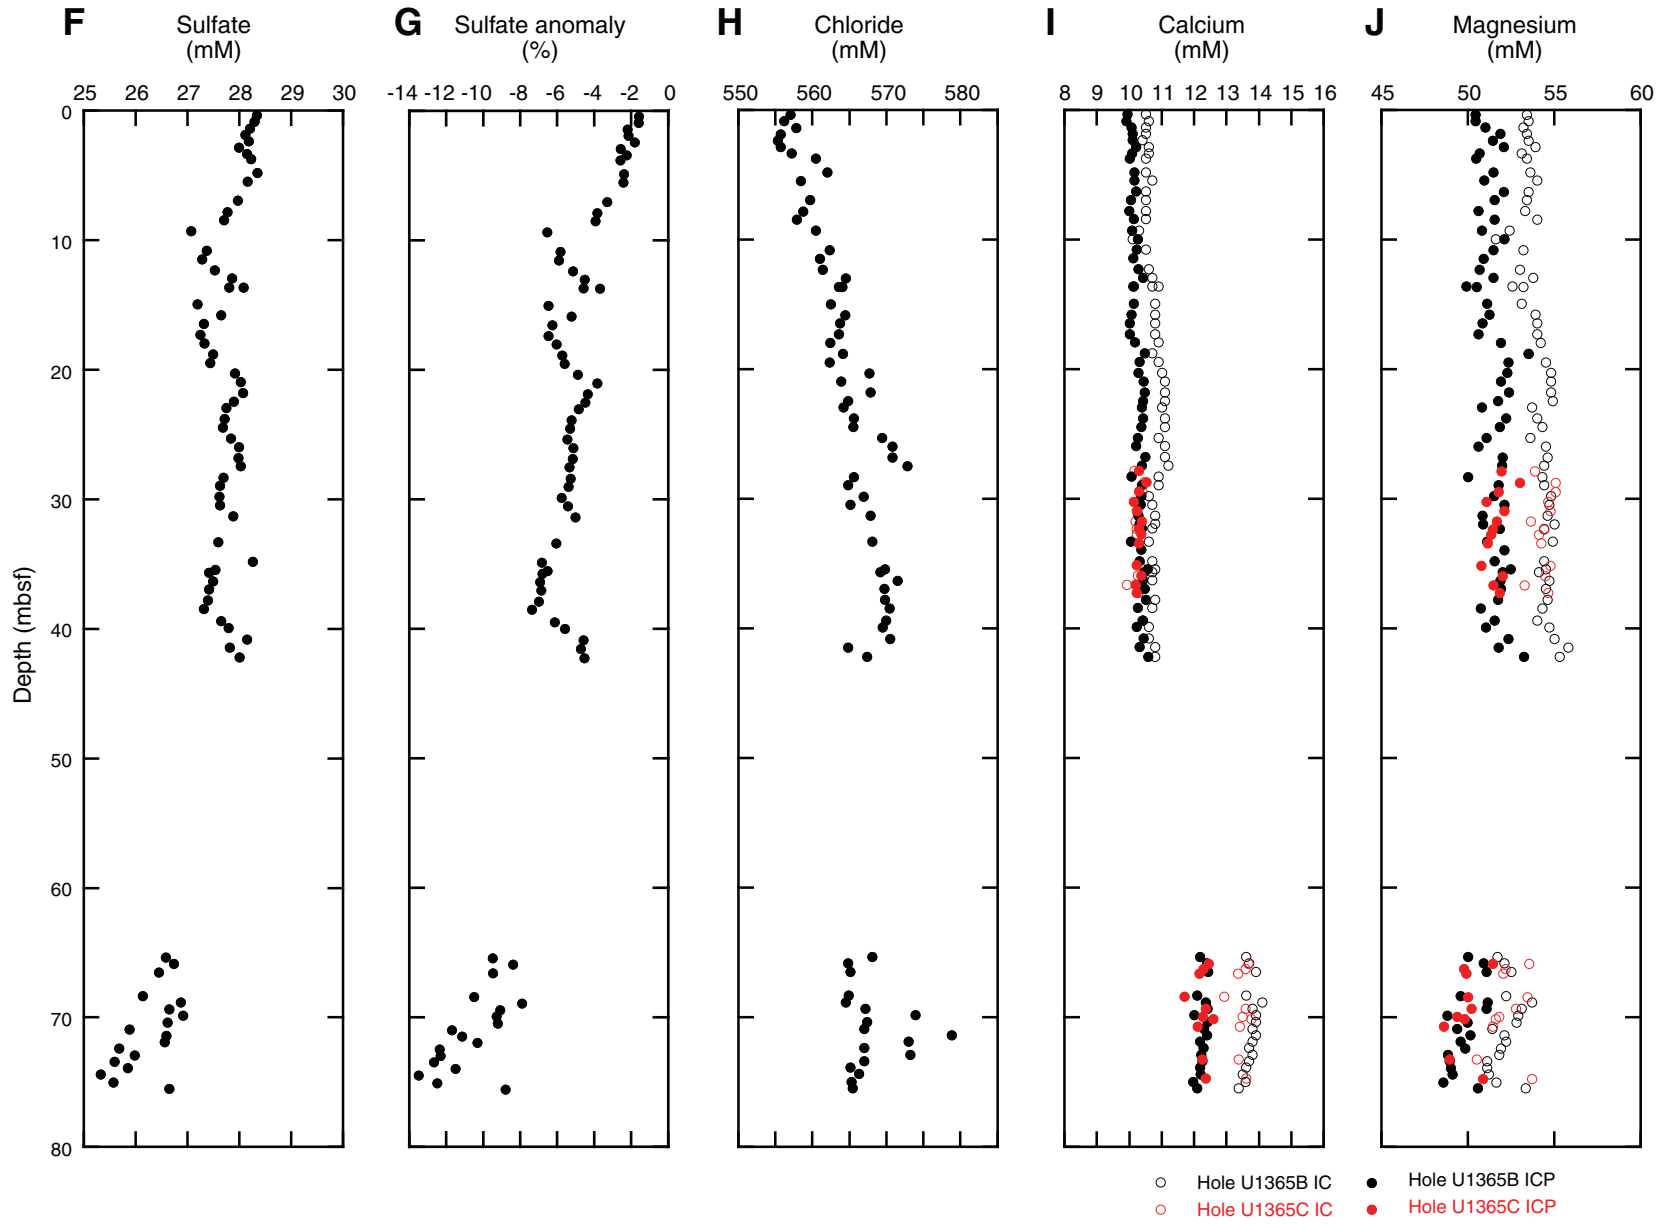 F Sulfate G Sulfate anomaly H Chloride I Calcium J Magnesium
(mM) (%) (mM) (mM) (mM)
25 26 27 28 29 30 -14 -12 -10 -8 -6 -4 -2 0 550 560 570 580 8 9 10 11 12 13 14 15 16 45 50 55 60
0
10
20
30
40
50
60
70
80
Depth (mbsf)
Hole U1365B IC Hole U1365B ICP
Hole U1365C IC Hole U1365C ICP